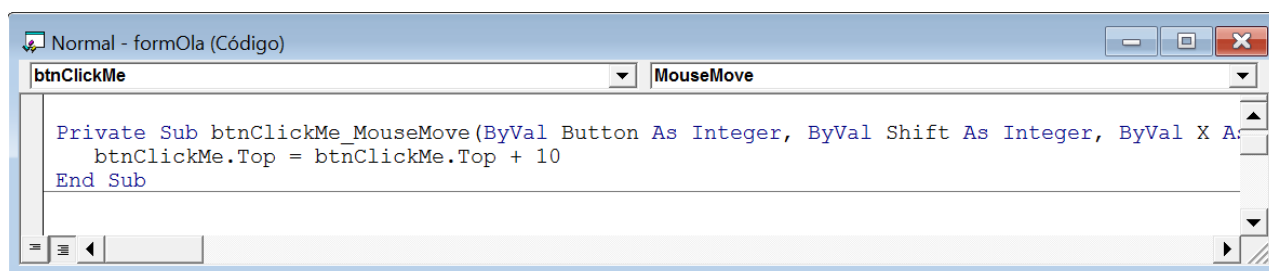 Normal - formOla (Código)
btnClickMe MouseMove
Private Sub btnClickMe_MouseMove(ByVal Button As Integer, ByVal Shift As Integer, ByVal X
btnClickMe.Top = btnClickMe.Top + 10
End Sub